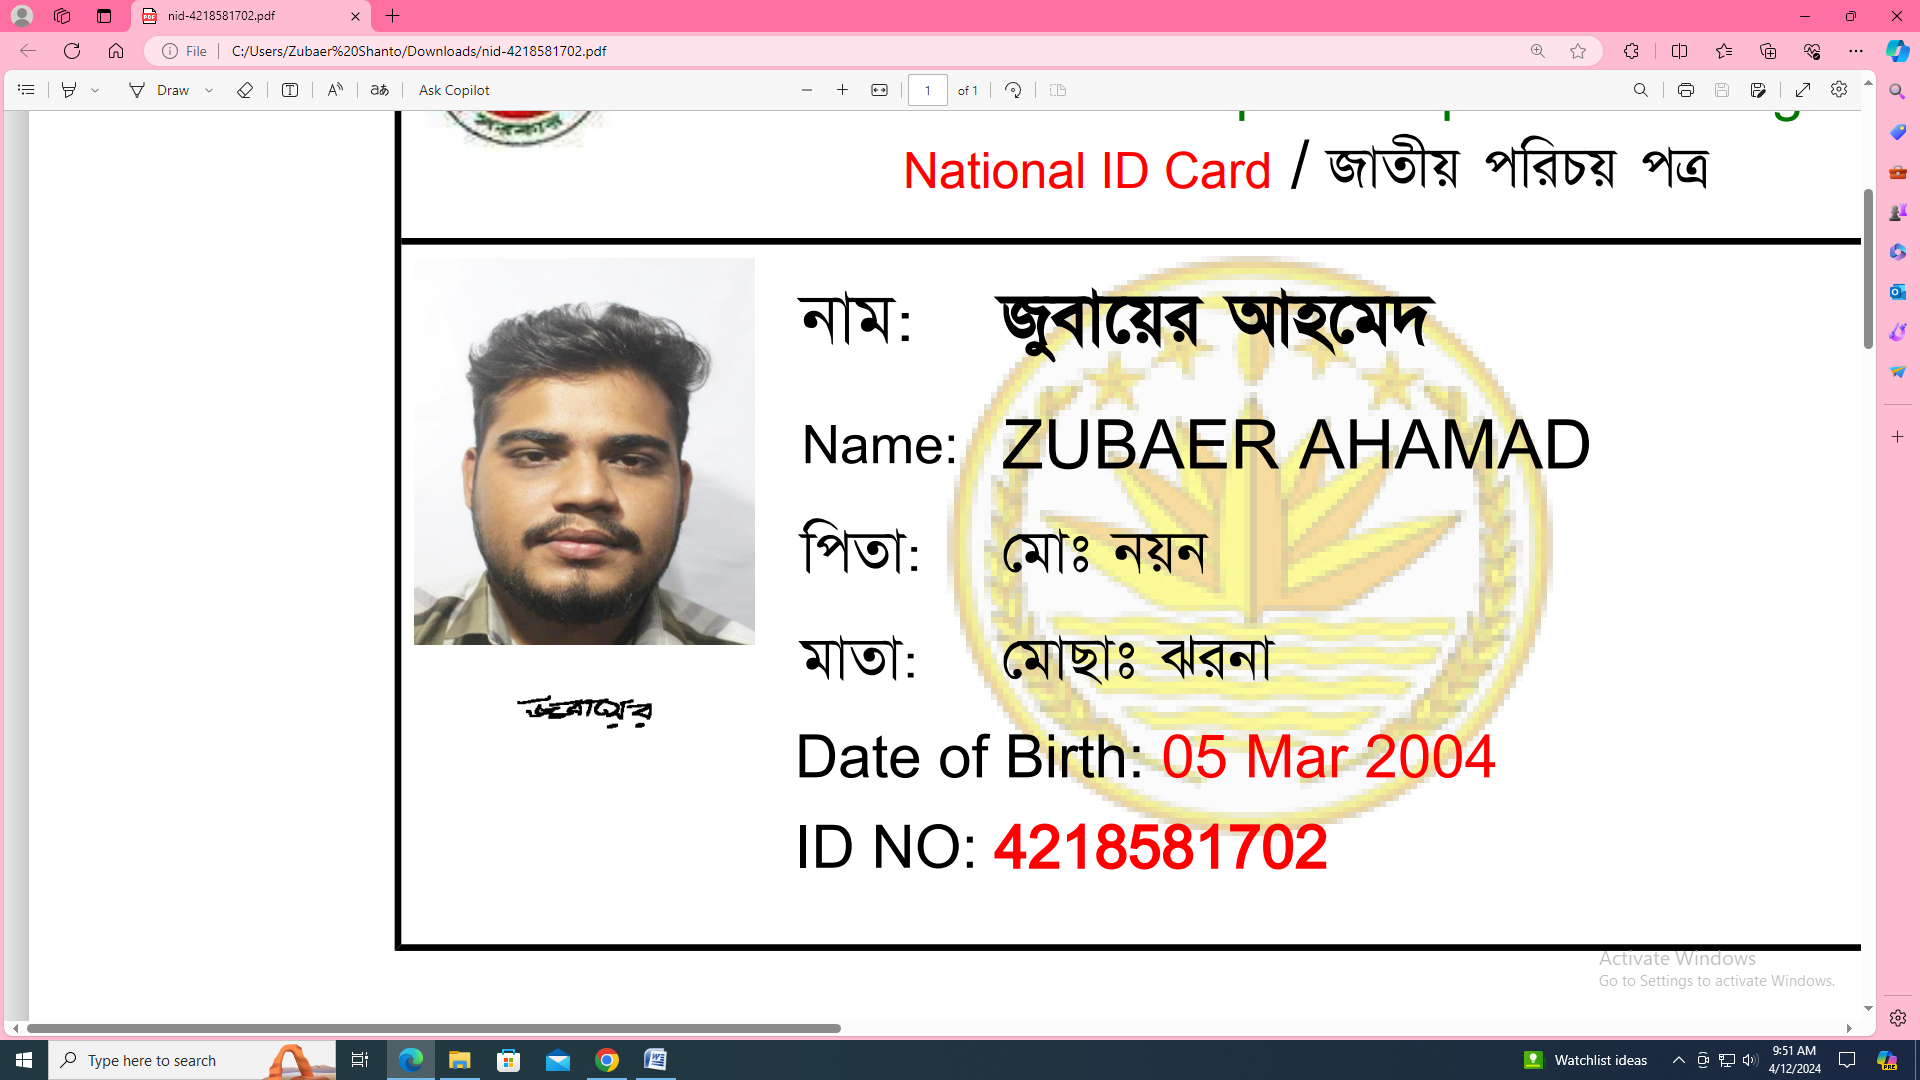 nid-4218581702.pdf
File
C:/Users/Zubaer%20Shanto/Downloads/nid-4218581702.pdf
Draw
Ask Copilot
1 of 1
সরকার
National ID Card / জাতীয় পরিচয় পত্র
নাম: জুবায়ের আহমেদ
Name: ZUBAER AHAMAD
পিতা: মোঃ নয়ন
মাতা: মোছাঃ ঝরনা
জুবায়ের
Date of Birth: 05 Mar 2004
ID NO: 4218581702
Activate Windows
Go to Settings to activate Windows.
Type here to search
Watchlist ideas
9:51 AM
4/12/2024